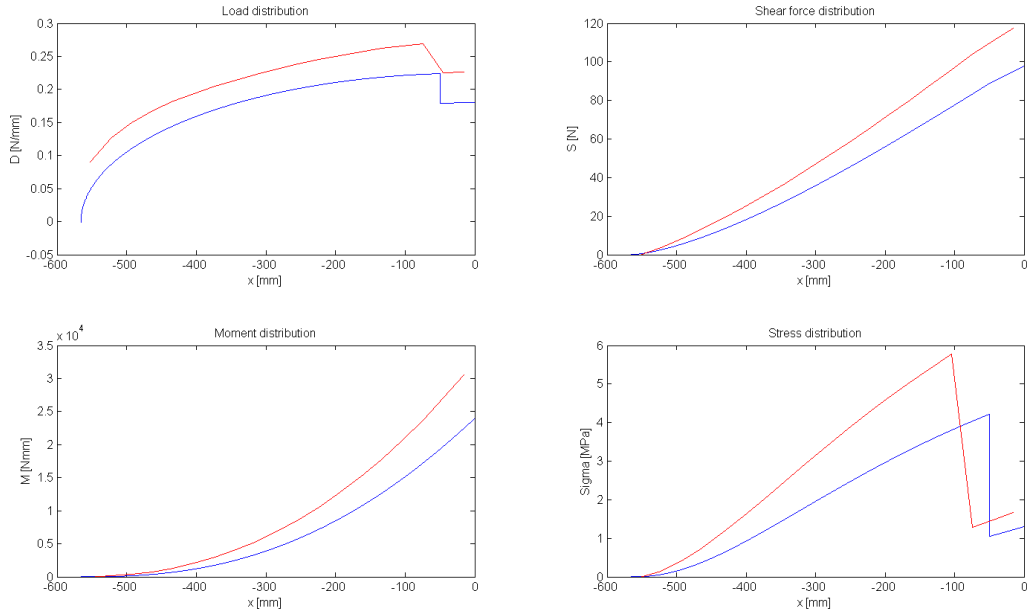 Load distribution
0.3
0.25
0.2
0.15
0.1
0.05
0
-0.05
D [N/mm]
-600 -500 -400 -300 -200 -100 0
x [mm]
Shear force distribution
120
100
80
60
40
20
0
S [N]
-600 -500 -400 -300 -200 -100 0
x [mm]
Moment distribution
x 10^4
3.5
3
2.5
2
1.5
1
0.5
0
M [Nmm]
-600 -500 -400 -300 -200 -100 0
x [mm]
Stress distribution
6
5
4
3
2
1
0
Sigma [MPa]
-600 -500 -400 -300 -200 -100 0
x [mm]